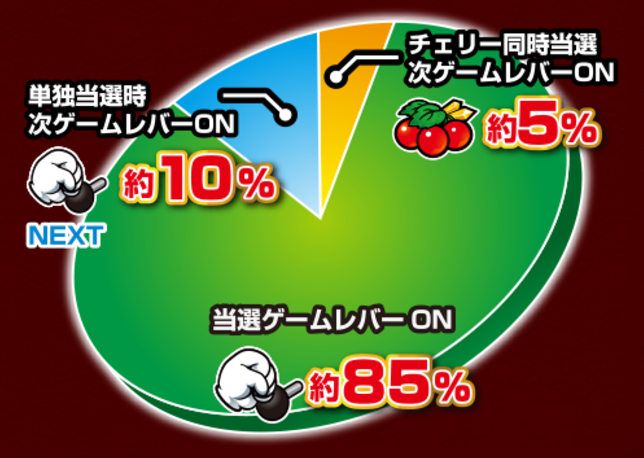 チェリー同時当選
次ゲームレバーON
約5%
単独当選時
次ゲームレバーON
約10%
NEXT
当選ゲームレバーON
約85%